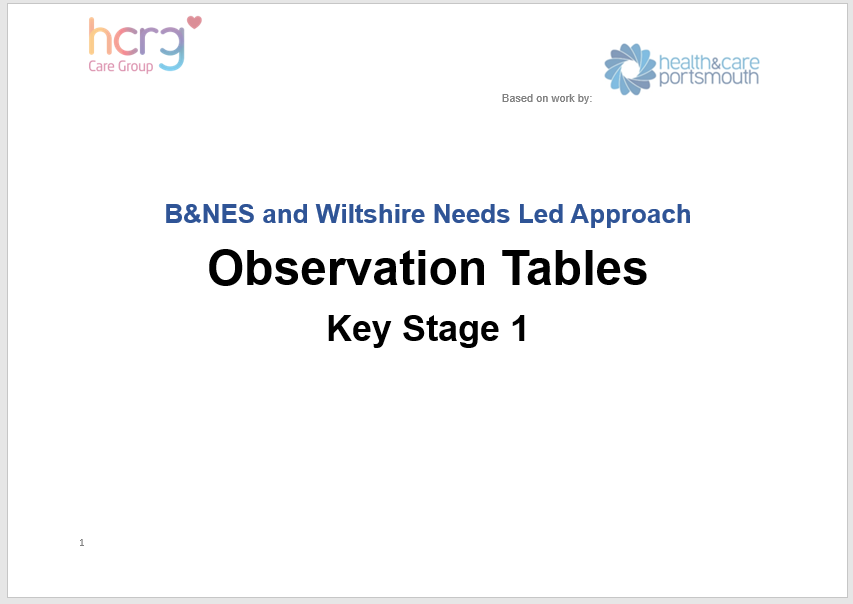 hcrg
Care Group
health&care
portsmouth
Based on work by:
B&NES and Wiltshire Needs Led Approach
Observation Tables
Key Stage 1
1